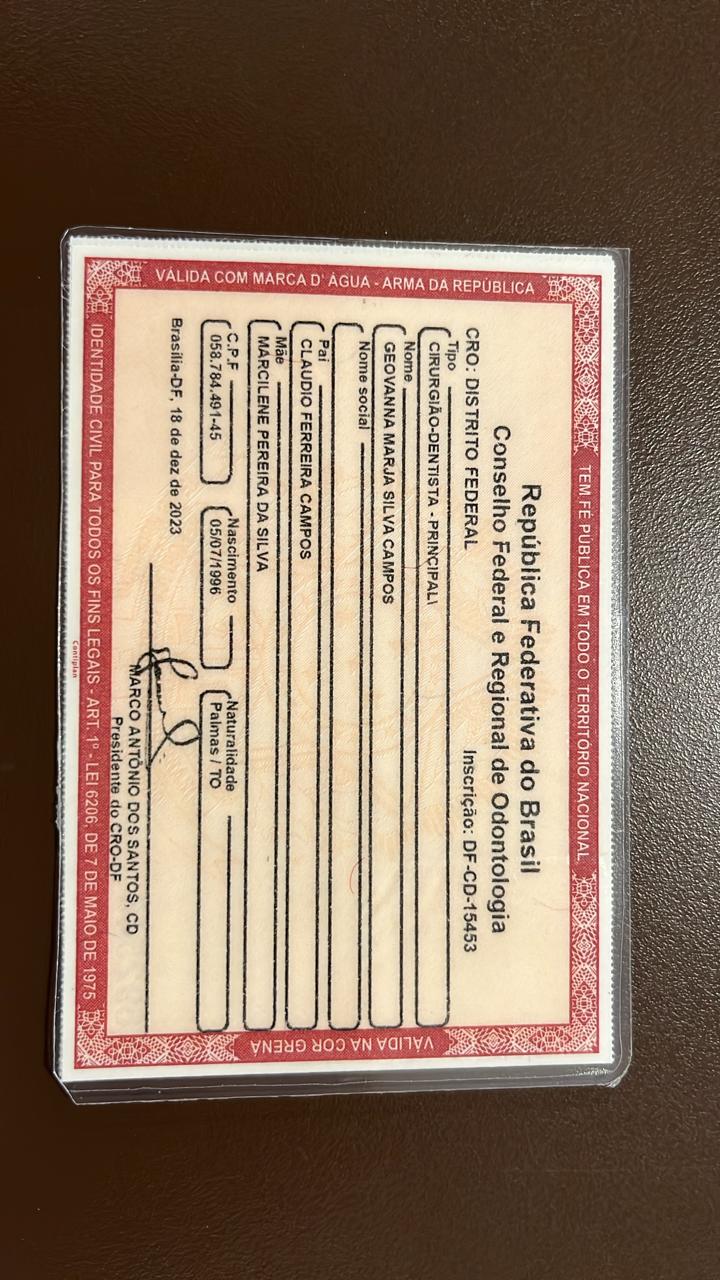 TEM FÉ PÚBLICA EM TODO O TERRITÓRIO NACIONAL
VÁLIDA COM MARCA D' ÁGUA - ARMA DA REPÚBLICA
República Federativa do Brasil
Conselho Federal e Regional de Odontologia
CRO: DISTRITO FEDERAL Inscrição: DF-CD-15453
Tipo
CIRURGIÃO-DENTISTA - PRINCIPAL\
Nome
GEOVANNA MARJA SILVA CAMPOS
Nome social
Pai
CLAUDIO FERREIRA CAMPOS
Mãe
MARCILENE PEREIRA DA SILVA
C.P.F Nascimento Naturalidade
058.784.491-45 05/07/1996 Palmas / TO
Brasília-DF, 18 de dez de 2023
MARCO ANTÔNIO DOS SANTOS, CD
Presidente do CRO-DF
VÁLIDA NA COR GRENÁ
IDENTIDADE CIVIL PARA TODOS OS FINS LEGAIS - ART. 1º - LEI 6206, DE 7 DE MAIO DE 1975
Contiplan